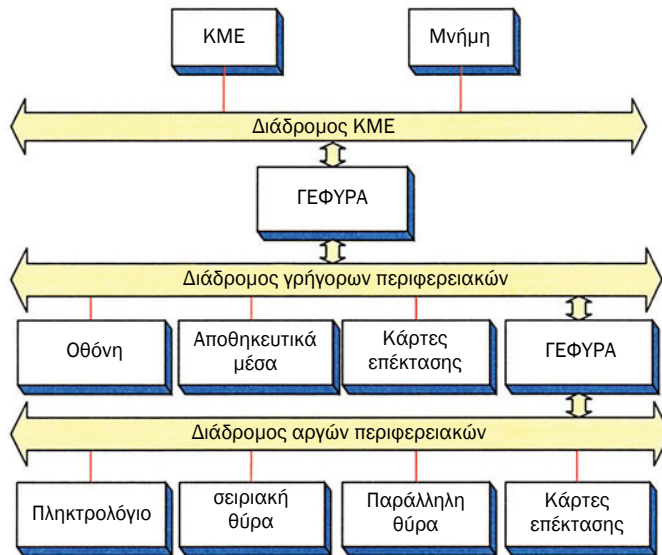 ΚΜΕ
Μνήμη
Διάδρομος ΚΜΕ
ΓΕΦΥΡΑ
Διάδρομος γρήγορων περιφερειακών
Οθόνη
Αποθηκευτικά
μέσα
Κάρτες
επέκτασης
ΓΕΦΥΡΑ
Διάδρομος αργών περιφερειακών
Πληκτρολόγιο
σειριακή
θύρα
Παράλληλη
θύρα
Κάρτες
επέκτασης